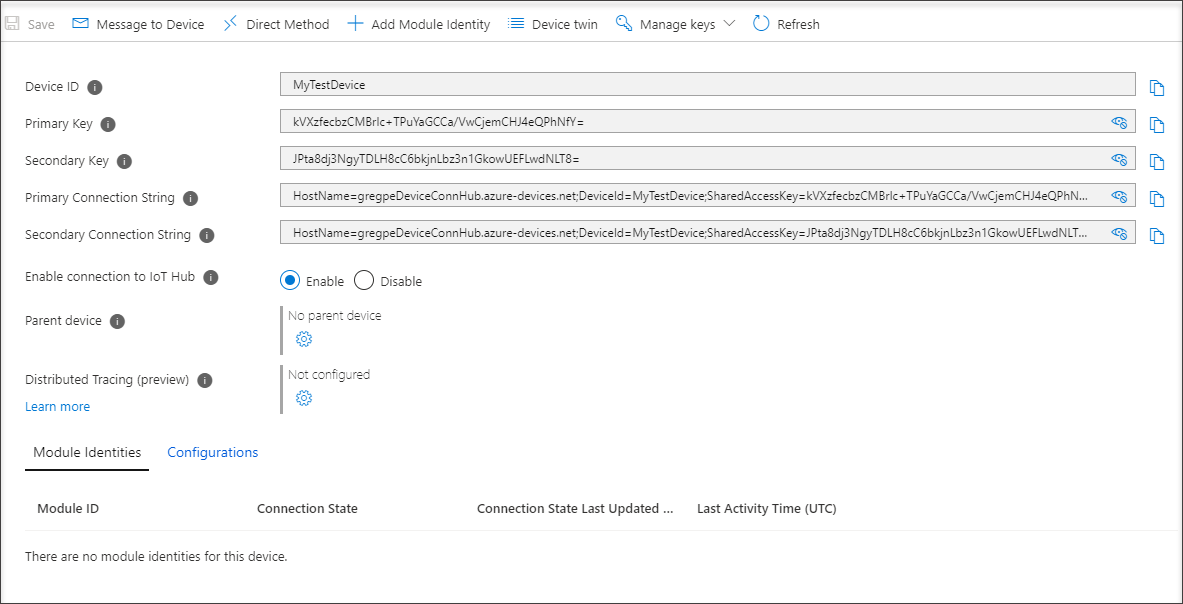 Save Message to Device Direct Method Add Module Identity Device twin Manage keys Refresh
Device ID MyTestDevice
Primary Key kVXzfecbzCMBrIc+TPuYaGCCa/VwCjemCHJ4eQPhNfY=
Secondary Key JPta8dj3NgyTDLH8cC6bkjnLbz3n1GkowUEFLwdNLT8=
Primary Connection String HostName=gregpeDeviceConnHub.azure-devices.net;DeviceId=MyTestDevice;SharedAccessKey=kVXzfecbzCMBrIc+TPuYaGCCa/VwCjemCHJ4eQPhN...
Secondary Connection String HostName=gregpeDeviceConnHub.azure-devices.net;DeviceId=MyTestDevice;SharedAccessKey=JPta8dj3NgyTDLH8cC6bkjnLbz3n1GkowUEFLwdNLT...
Enable connection to IoT Hub Enable Disable
Parent device No parent device
Distributed Tracing (preview) Not configured
Learn more
Module Identities Configurations
Module ID Connection State Connection State Last Updated ... Last Activity Time (UTC)
There are no module identities for this device.